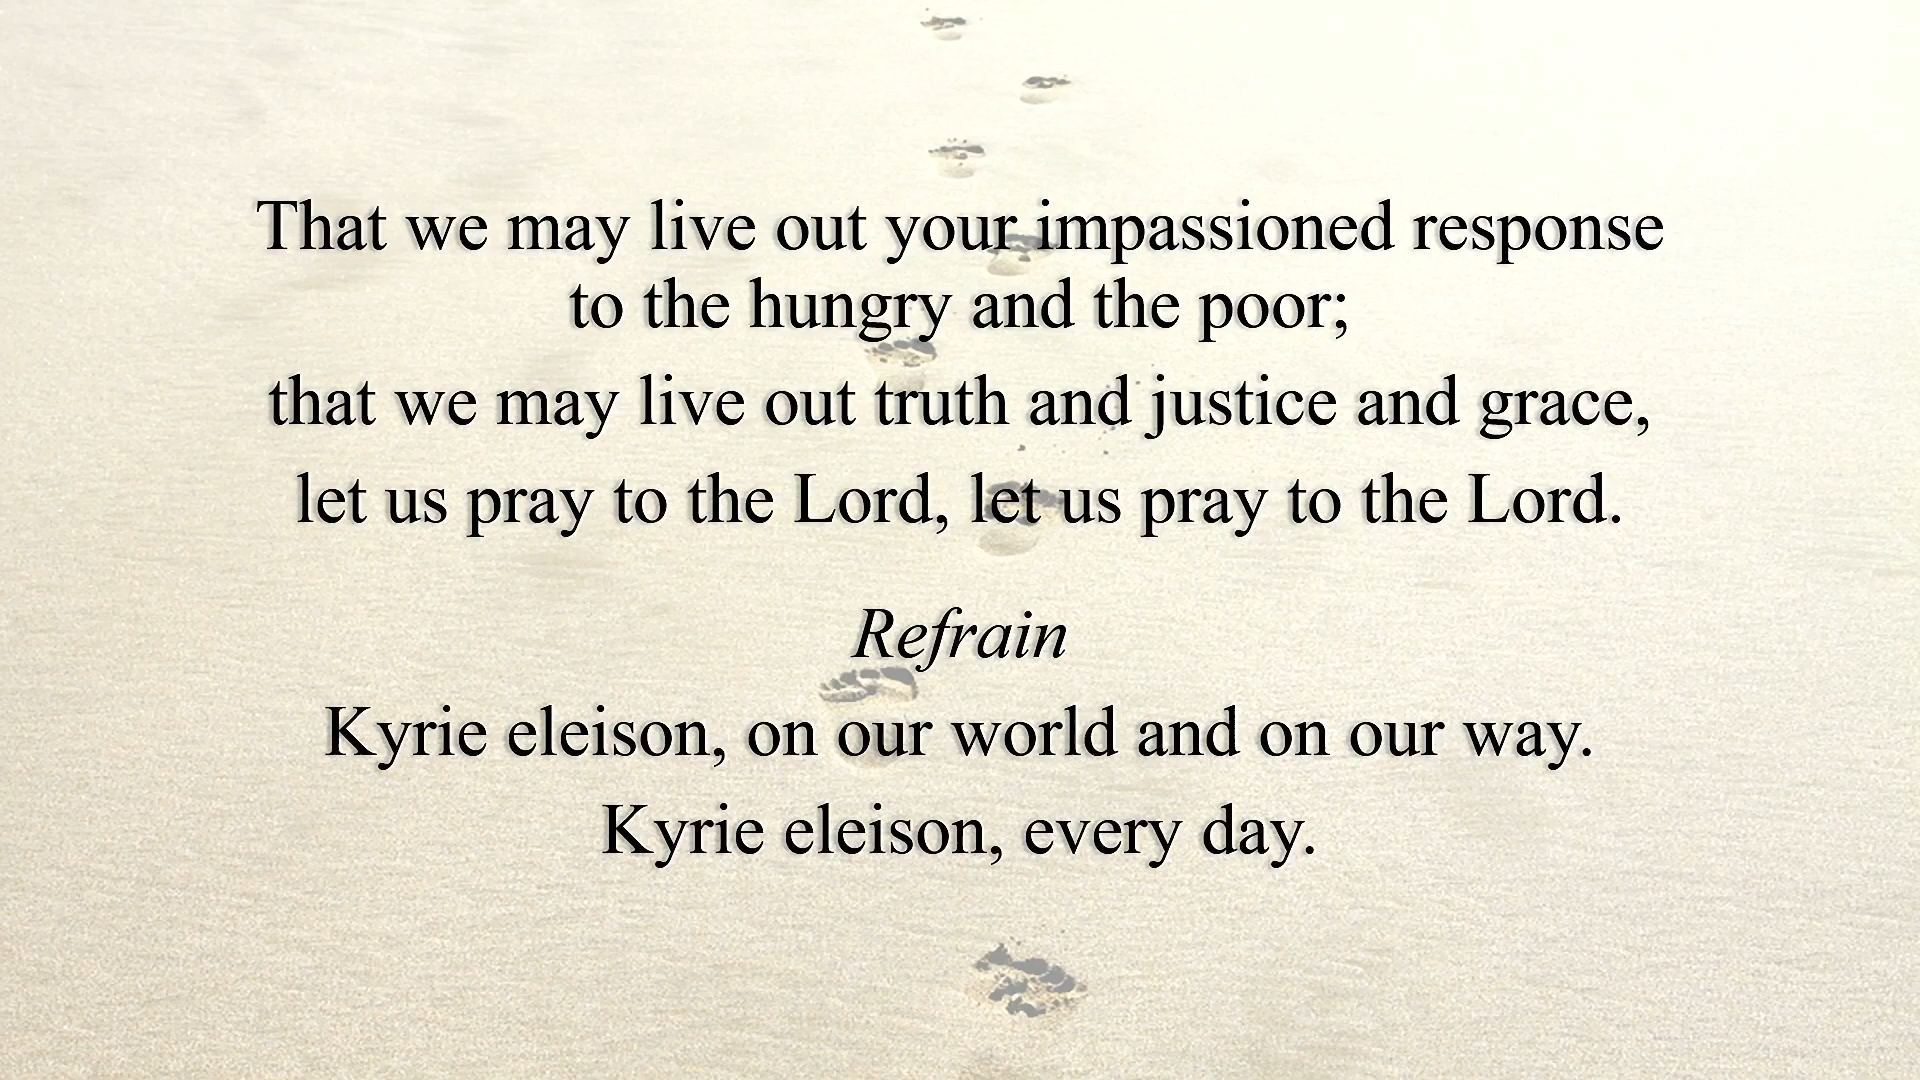 That we may live out your impassioned response
to the hungry and the poor;
that we may live out truth and justice and grace,
let us pray to the Lord, let us pray to the Lord.
Refrain
Kyrie eleison, on our world and on our way.
Kyrie eleison, every day.